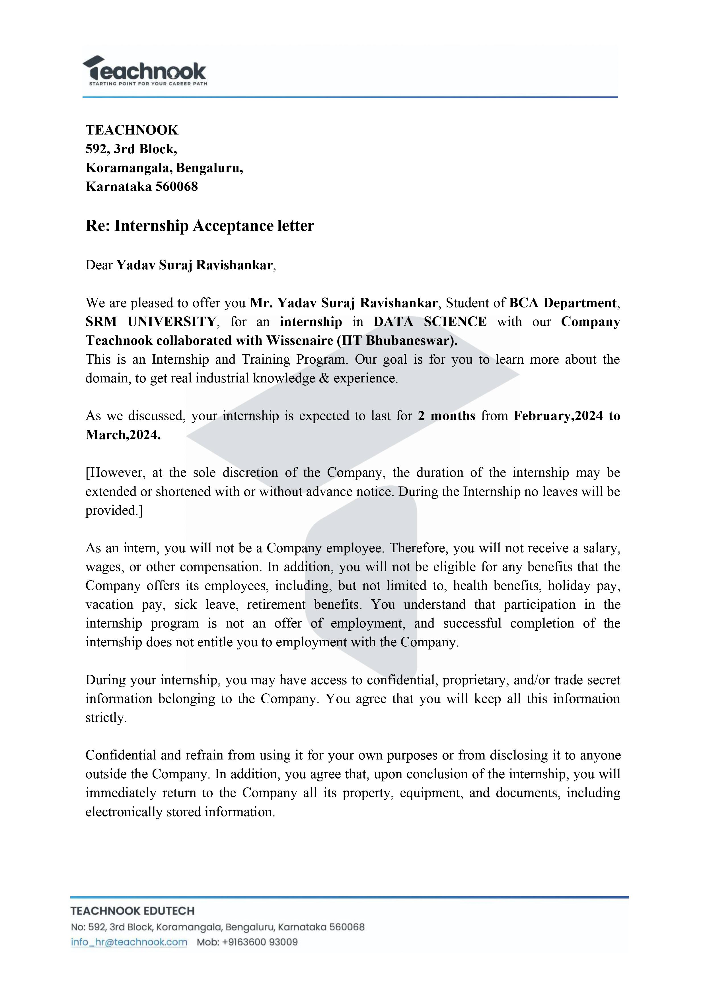 Teachnook
STARTING POINT FOR YOUR CAREER PATH
TEACHNOOK
592, 3rd Block,
Koramangala, Bengaluru,
Karnataka 560068
Re: Internship Acceptance letter
Dear Yadav Suraj Ravishankar,
We are pleased to offer you Mr. Yadav Suraj Ravishankar, Student of BCA Department,
SRM UNIVERSITY, for an internship in DATA SCIENCE with our Company
Teachnook collaborated with Wissenaire (IIT Bhubaneswar).
This is an Internship and Training Program. Our goal is for you to learn more about the
domain, to get real industrial knowledge & experience.
As we discussed, your internship is expected to last for 2 months from February,2024 to
March,2024.
[However, at the sole discretion of the Company, the duration of the internship may be
extended or shortened with or without advance notice. During the Internship no leaves will be
provided.]
As an intern, you will not be a Company employee. Therefore, you will not receive a salary,
wages, or other compensation. In addition, you will not be eligible for any benefits that the
Company offers its employees, including, but not limited to, health benefits, holiday pay,
vacation pay, sick leave, retirement benefits. You understand that participation in the
internship program is not an offer of employment, and successful completion of the
internship does not entitle you to employment with the Company.
During your internship, you may have access to confidential, proprietary, and/or trade secret
information belonging to the Company. You agree that you will keep all this information
strictly.
Confidential and refrain from using it for your own purposes or from disclosing it to anyone
outside the Company. In addition, you agree that, upon conclusion of the internship, you will
immediately return to the Company all its property, equipment, and documents, including
electronically stored information.
TEACHNOOK EDUTECH
No: 592, 3rd Block, Koramangala, Bengaluru, Karnataka 560068
info_hr@teachnook.com Mob: +9163600 93009